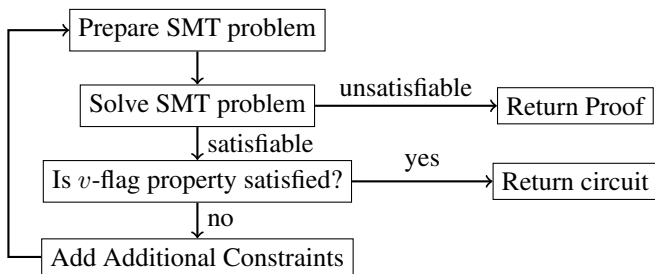 Prepare SMT problem
Solve SMT problem
unsatisfiable
Return Proof
satisfiable
Is v-flag property satisfied?
yes
Return circuit
no
Add Additional Constraints